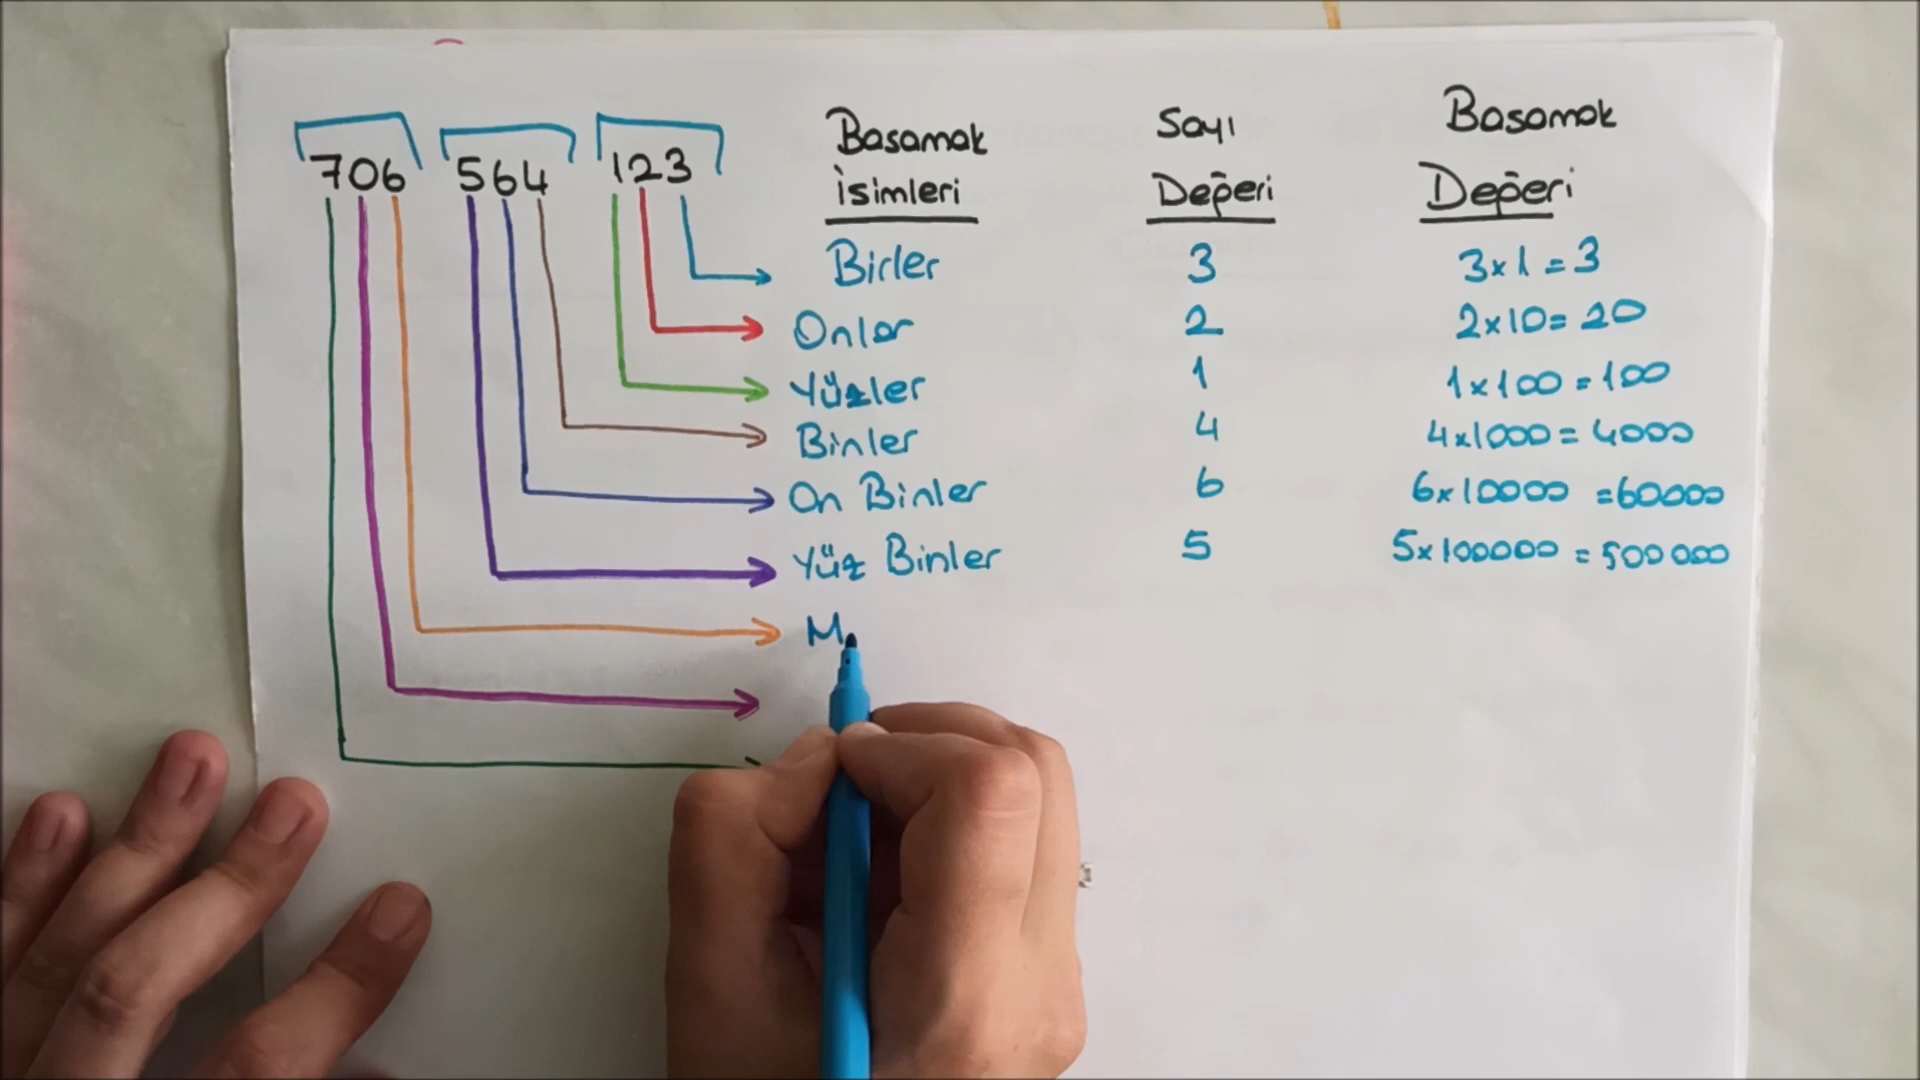 706 564 123
Basamak İsimleri Sayı Değeri Basamak Değeri
Birler 3 3x1=3
Onlar 2 2x10=20
Yüzler 1 1x100=100
Binler 4 4x1000=4000
On Binler 6 6x10000=60000
Yüz Binler 5 5x100000=500000
M